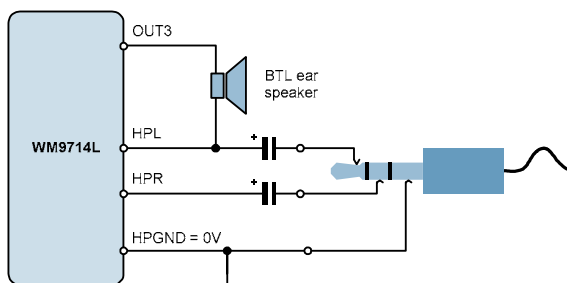 OUT3
BTL ear
speaker
HPL
WM9714L
HPR
HPGND = 0V
+
+